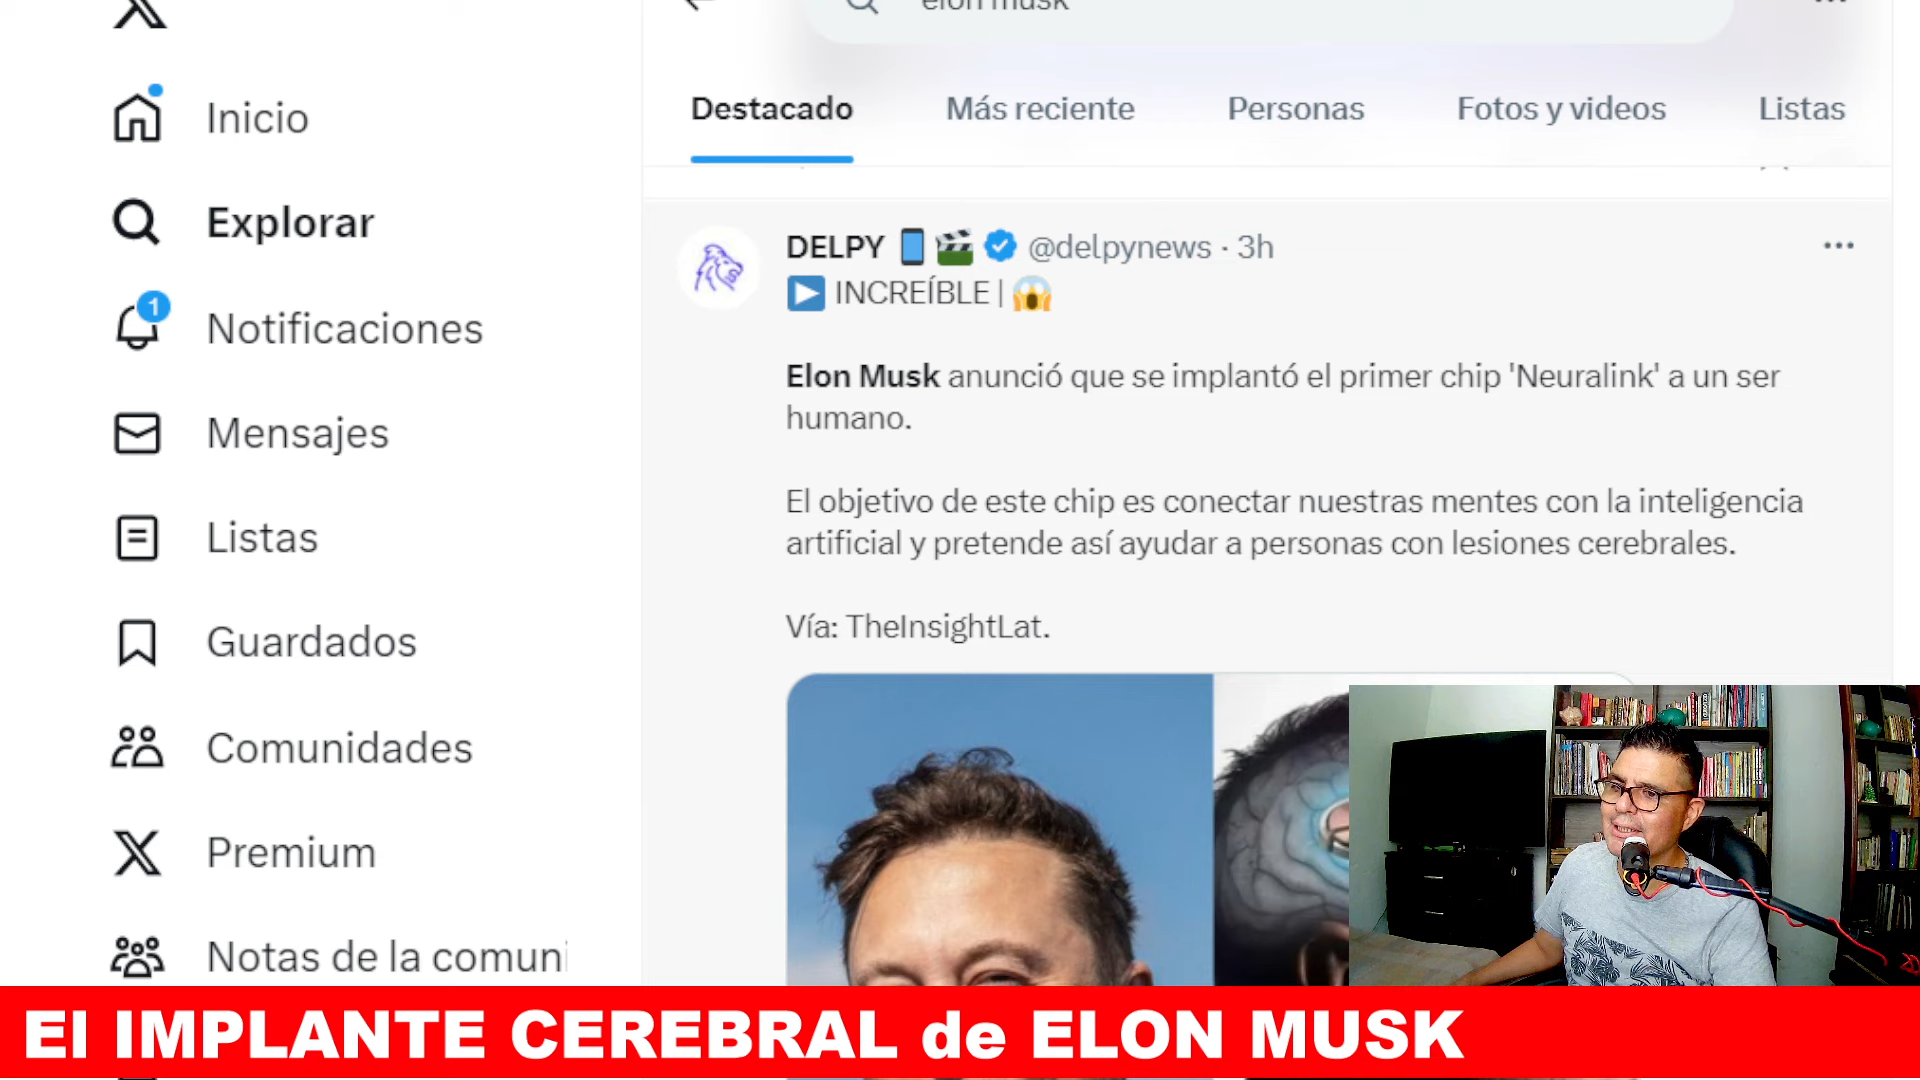 elon musk
Destacado
Más reciente
Personas
Fotos y videos
Listas
Inicio
Explorar
1
Notificaciones
Mensajes
Listas
Guardados
Comunidades
Premium
Notas de la comuni
DELPY @delpynews · 3h
INCREÍBLE |
Elon Musk anunció que se implantó el primer chip 'Neuralink' a un ser
humano.
El objetivo de este chip es conectar nuestras mentes con la inteligencia
artificial y pretende así ayudar a personas con lesiones cerebrales.
Vía: TheInsightLat.
El IMPLANTE CEREBRAL de ELON MUSK